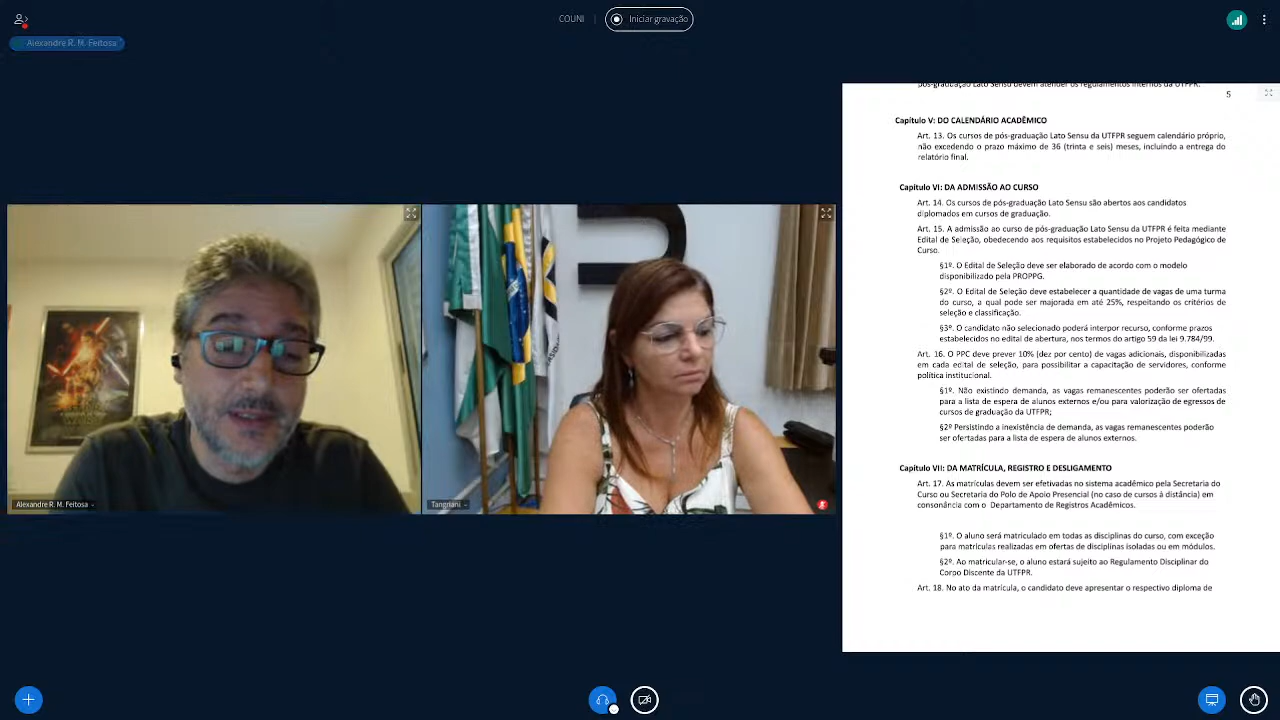 COUNI
Iniciar gravação
Alexandre R. M. Feitosa
pós-graduação Lato Sensu devem atender os regulamentos internos da UTFPR.
5
Capítulo V: DO CALENDÁRIO ACADÊMICO
Art. 13. Os cursos de pós-graduação Lato Sensu da UTFPR seguem calendário próprio,
não excedendo o prazo máximo de 36 (trinta e seis) meses, incluindo a entrega do
relatório final.
Capítulo VI: DA ADMISSÃO AO CURSO
Art. 14. Os cursos de pós-graduação Lato Sensu são abertos aos candidatos
diplomados em cursos de graduação.
Art. 15. A admissão ao curso de pós-graduação Lato Sensu da UTFPR é feita mediante
Edital de Seleção, obedecendo aos requisitos estabelecidos no Projeto Pedagógico de
Curso.
§1º. O Edital de Seleção deve ser elaborado de acordo com o modelo
disponibilizado pela PROPPG.
§2º. O Edital de Seleção deve estabelecer a quantidade de vagas de uma turma
do curso, a qual pode ser majorada em até 25%, respeitando os critérios de
seleção e classificação.
§3º. O candidato não selecionado poderá interpor recurso, conforme prazos
estabelecidos no edital de abertura, nos termos do artigo 59 da lei 9.784/99.
Art. 16. O PPC deve prever 10% (dez por cento) de vagas adicionais, disponibilizadas
em cada edital de seleção, para possibilitar a capacitação de servidores, conforme
política institucional.
§1º. Não existindo demanda, as vagas remanescentes poderão ser ofertadas
para a lista de espera de alunos externos e/ou para valorização de egressos de
cursos de graduação da UTFPR;
§2º Persistindo a inexistência de demanda, as vagas remanescentes poderão
ser ofertadas para a lista de espera de alunos externos.
Capítulo VII: DA MATRÍCULA, REGISTRO E DESLIGAMENTO
Art. 17. As matrículas devem ser efetivadas no sistema acadêmico pela Secretaria do
Curso ou Secretaria do Polo de Apoio Presencial (no caso de cursos à distância) em
consonância com o Departamento de Registros Acadêmicos.
§1º. O aluno será matriculado em todas as disciplinas do curso, com exceção
para matrículas realizadas em ofertas de disciplinas isoladas ou em módulos.
§2º. Ao matricular-se, o aluno estará sujeito ao Regulamento Disciplinar do
Corpo Discente da UTFPR.
Art. 18. No ato da matrícula, o candidato deve apresentar o respectivo diploma de
Alexandre R. M. Feitosa
Tangriani